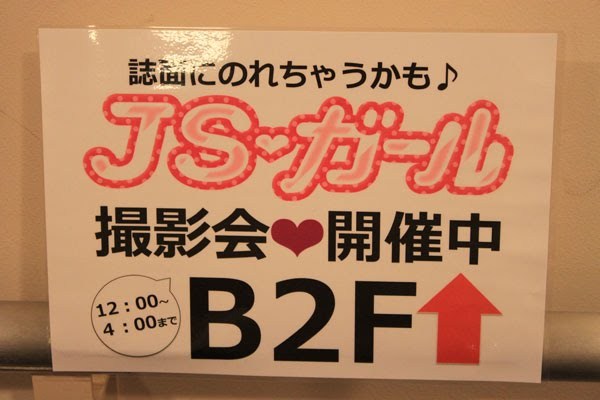 誌面にのれちゃうかも♪
JS♥ガール
撮影会♥開催中
12:00～
4:00まで
B2F↑